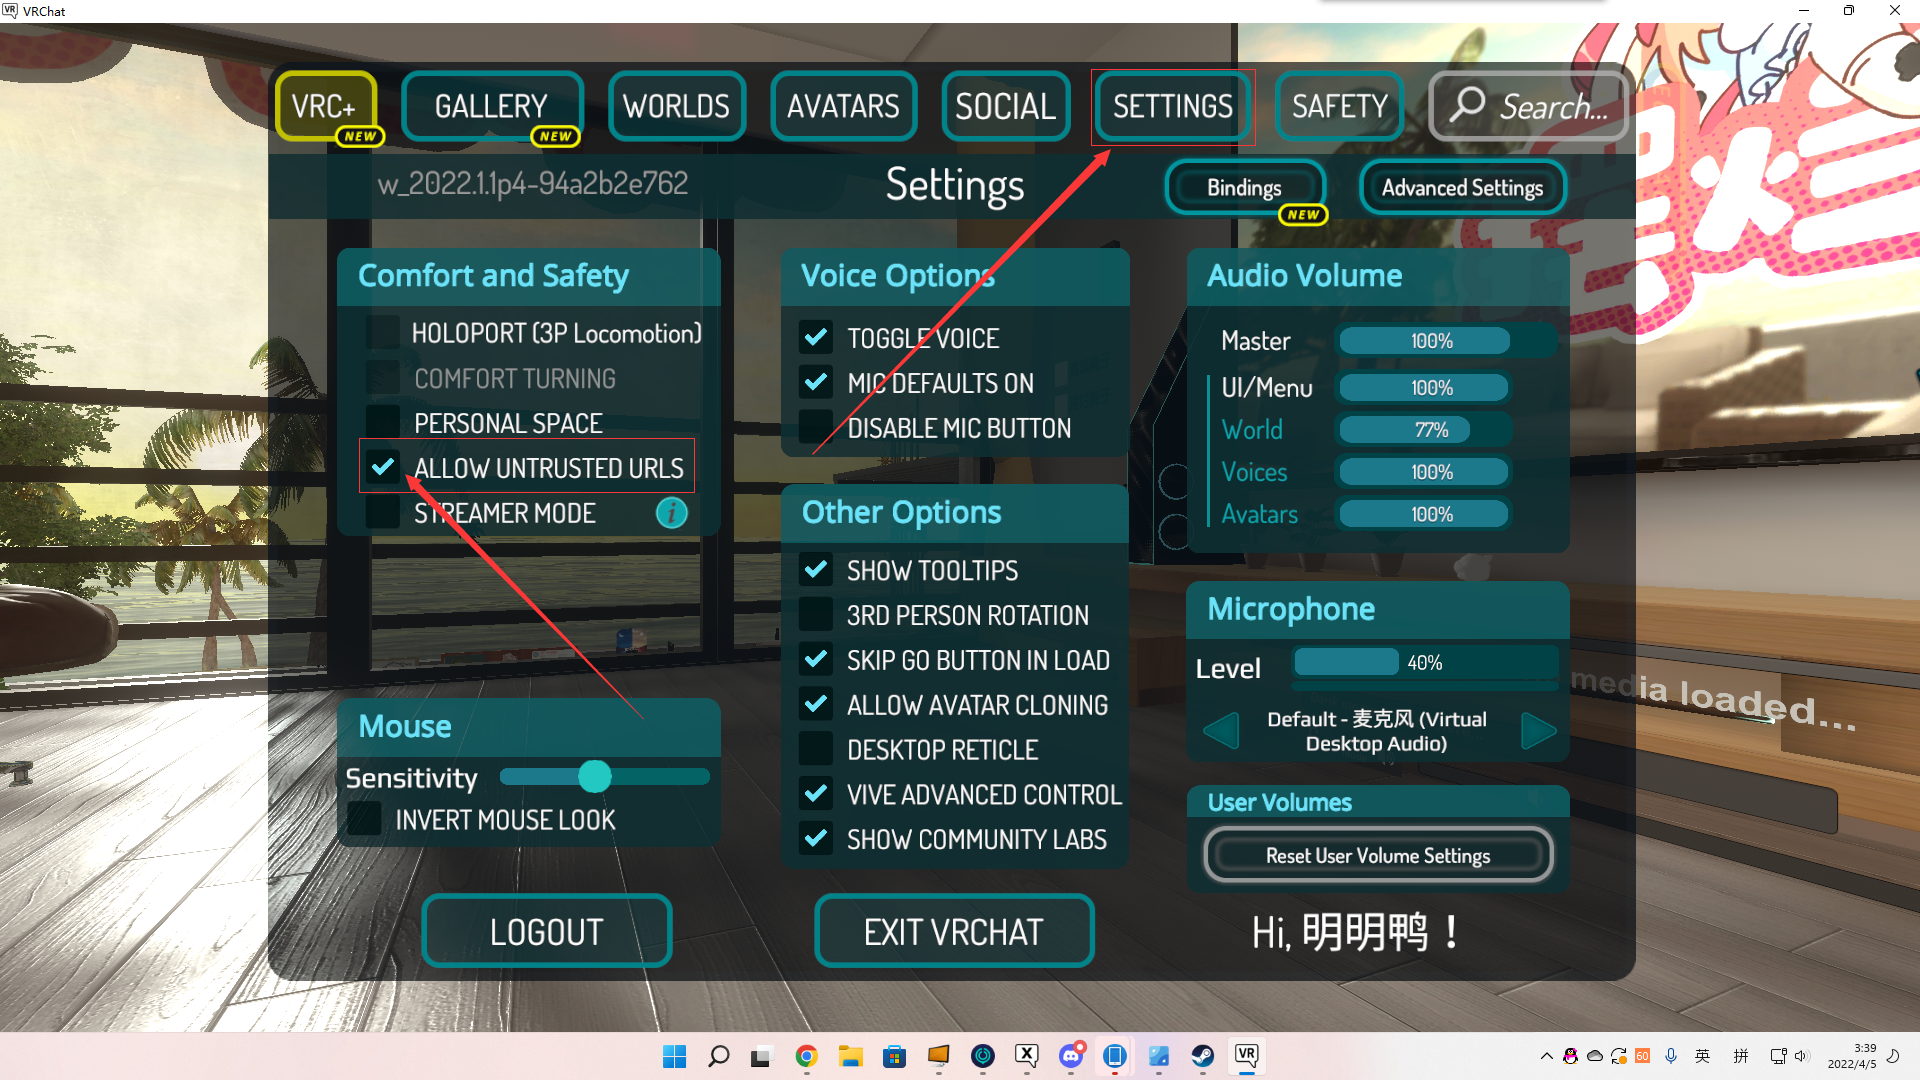 VRChat
VRC+
NEW
GALLERY
NEW
WORLDS
AVATARS
SOCIAL
SETTINGS
SAFETY
Search...
w_2022.1.1p4-94a2b2e762
Settings
Bindings
NEW
Advanced Settings
Comfort and Safety
HOLOPORT (3P Locomotion)
COMFORT TURNING
PERSONAL SPACE
ALLOW UNTRUSTED URLS
STREAMER MODE
i
Mouse
Sensitivity
INVERT MOUSE LOOK
LOGOUT
Voice Options
TOGGLE VOICE
MIC DEFAULTS ON
DISABLE MIC BUTTON
Other Options
SHOW TOOLTIPS
3RD PERSON ROTATION
SKIP GO BUTTON IN LOAD
ALLOW AVATAR CLONING
DESKTOP RETICLE
VIVE ADVANCED CONTROL
SHOW COMMUNITY LABS
EXIT VRCHAT
Audio Volume
Master 100%
UI/Menu 100%
World 77%
Voices 100%
Avatars 100%
Microphone
Level 40%
Default - 麦克风 (Virtual
Desktop Audio)
User Volumes
Reset User Volume Settings
Hi, 明明鸭！
media loaded...
60
英
拼
3:39
2022/4/5